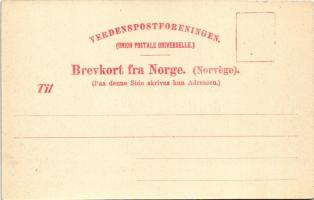 VERDENSPOSTFORENINGEN.
(UNION POSTALE UNIVERSELLE.)
Brevkort fra Norge. (Norvège).
(Paa denne Side skrives kun Adressen.)
Til